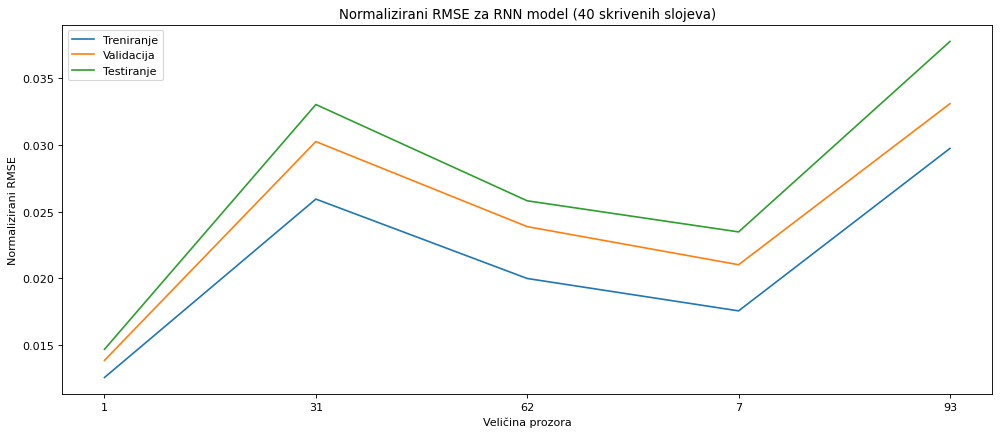 Normalizirani RMSE za RNN model (40 skrivenih slojeva)
Treniranje
Validacija
Testiranje
Normalizirani RMSE
0.035
0.030
0.025
0.020
0.015
1
31
62
7
93
Veličina prozora